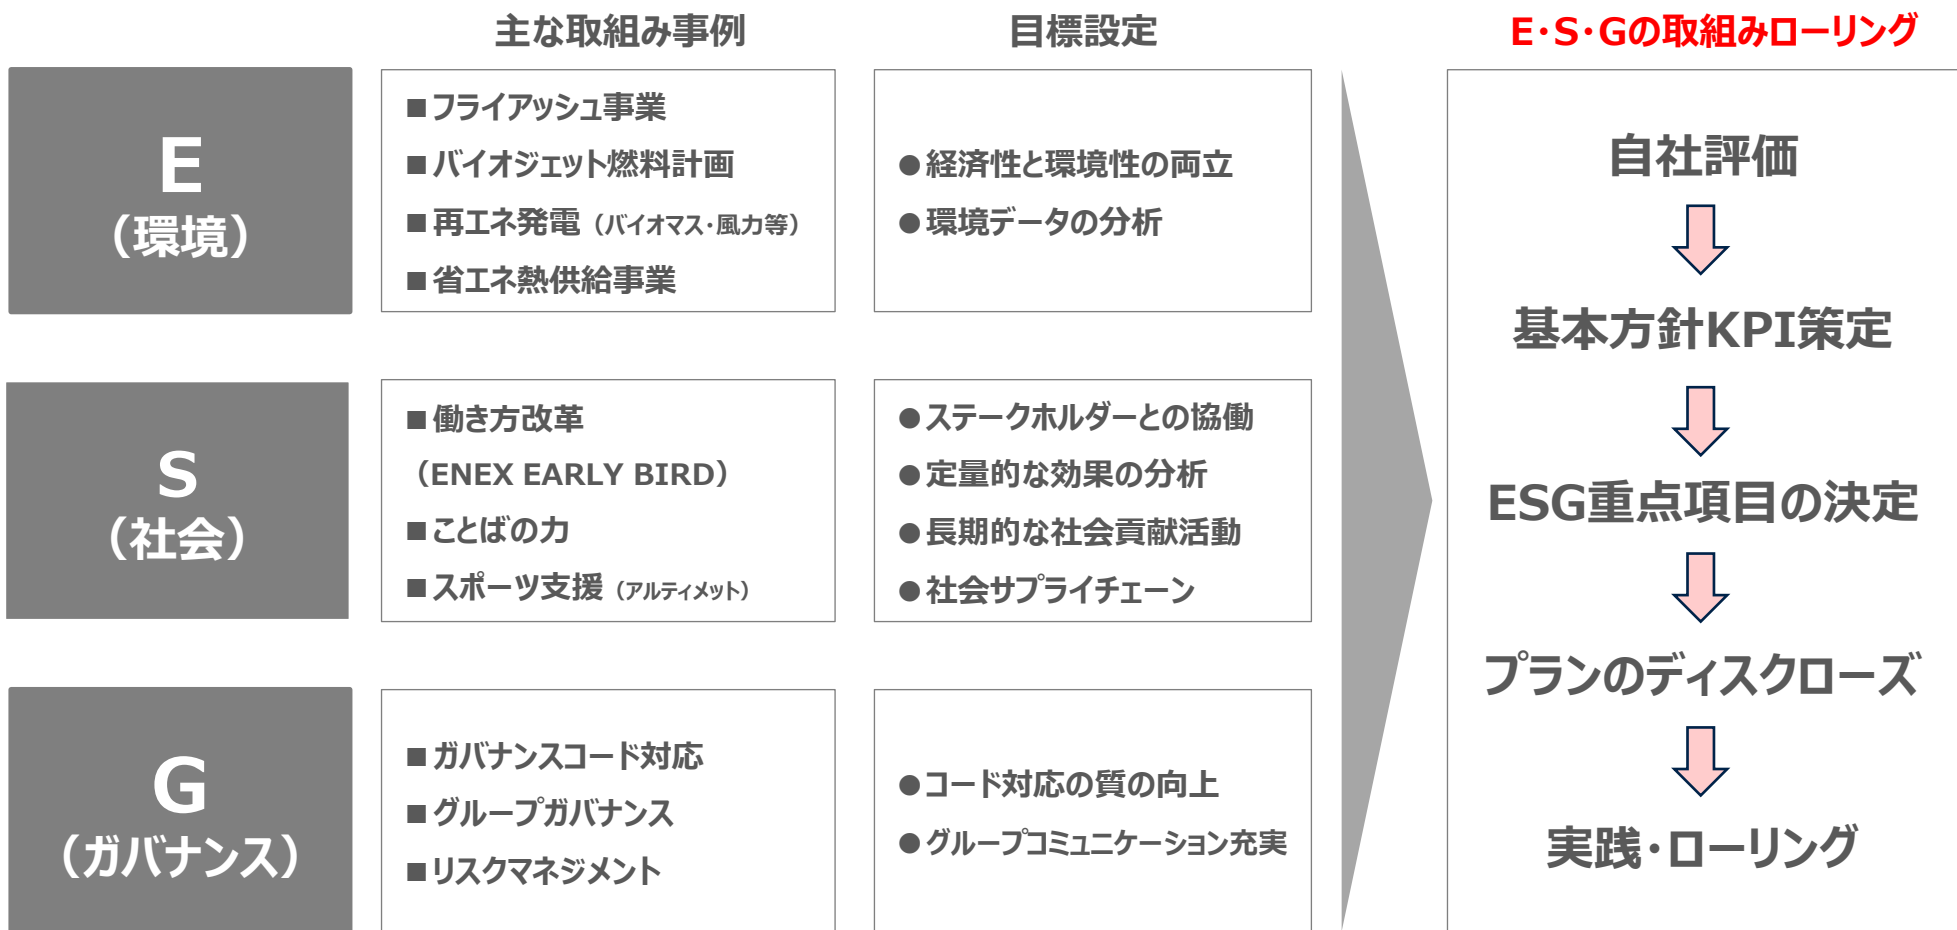 主な取組み事例
目標設定
E・S・Gの取組みローリング
E
（環境）
■フライアッシュ事業
■バイオジェット燃料計画
■再エネ発電（バイオマス・風力等）
■省エネ熱供給事業
●経済性と環境性の両立
●環境データの分析
S
（社会）
■働き方改革
（ENEX EARLY BIRD）
■ことばの力
■スポーツ支援（アルティメット）
●ステークホルダーとの協働
●定量的な効果の分析
●長期的な社会貢献活動
●社会サプライチェーン
G
（ガバナンス）
■ガバナンスコード対応
■グループガバナンス
■リスクマネジメント
●コード対応の質の向上
●グループコミュニケーション充実
自社評価
基本方針KPI策定
ESG重点項目の決定
プランのディスクローズ
実践・ローリング